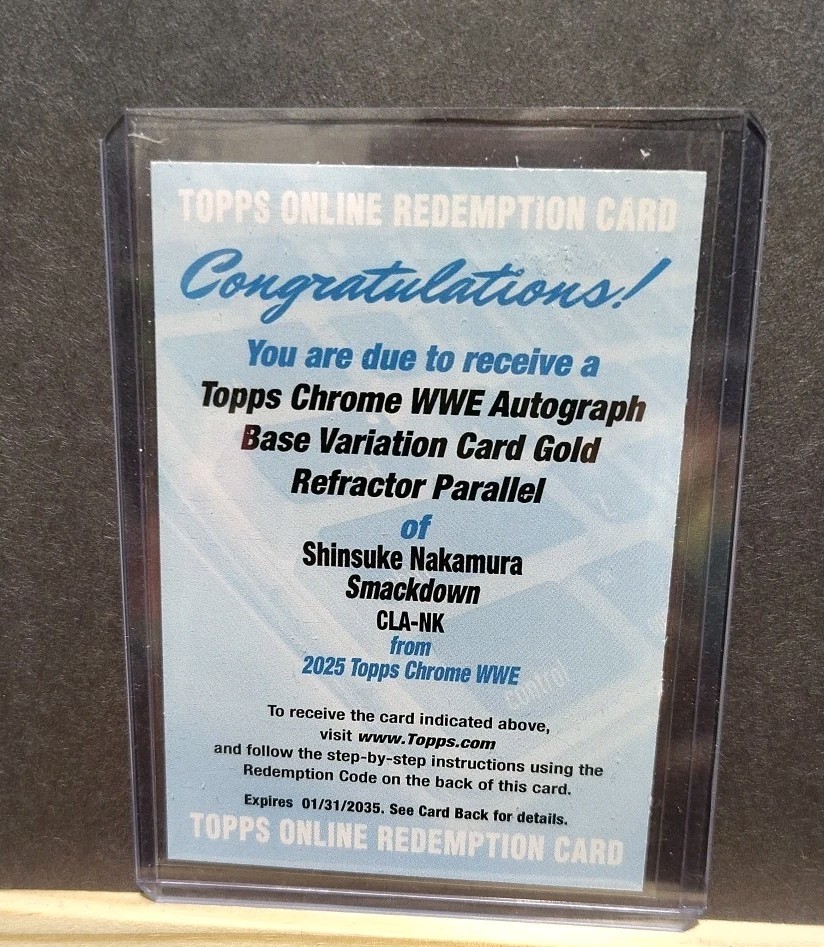 TOPPS ONLINE REDEMPTION CARD
Congratulations!
You are due to receive a
Topps Chrome WWE Autograph
Base Variation Card Gold
Refractor Parallel
of
Shinsuke Nakamura
Smackdown
CLA-NK
from
2025 Topps Chrome WWE
control
To receive the card indicated above,
visit www.Topps.com
and follow the step-by-step instructions using the
Redemption Code on the back of this card.
Expires 01/31/2035. See Card Back for details.
TOPPS ONLINE REDEMPTION CARD